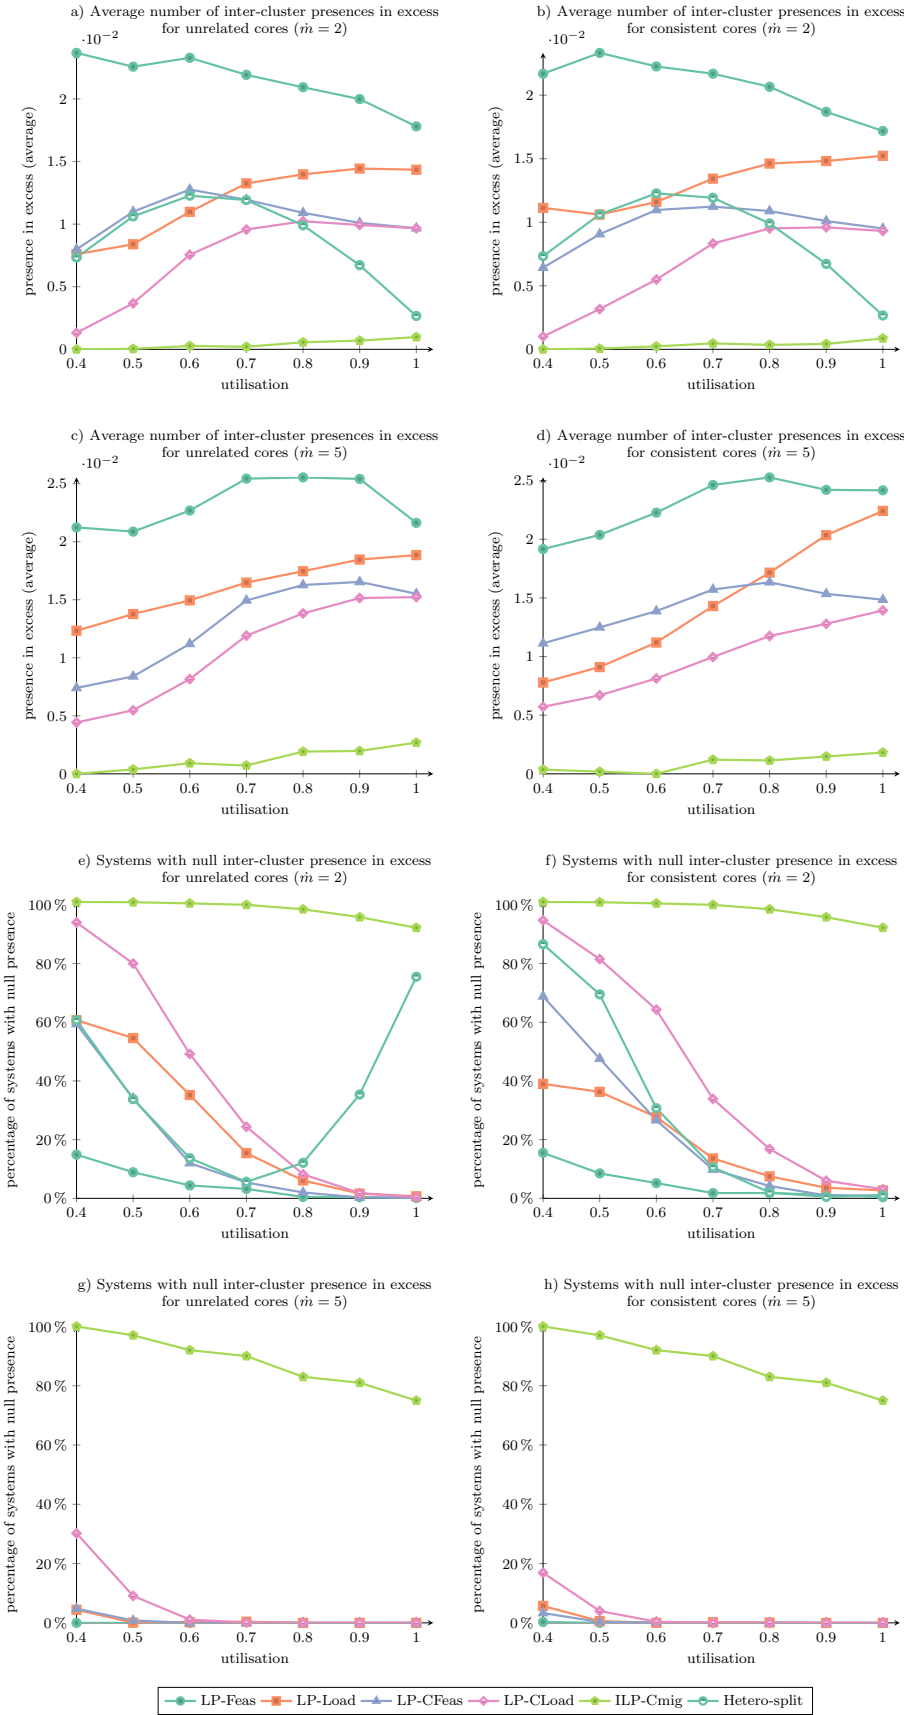 a) Average number of inter-cluster presences in excess
for unrelated cores (ṁ = 2)
·10−2
2
1.5
1
0.5
0
presence in excess (average)
0.4 0.5 0.6 0.7 0.8 0.9 1
utilisation
b) Average number of inter-cluster presences in excess
for consistent cores (ṁ = 2)
·10−2
2
1.5
1
0.5
0
presence in excess (average)
0.4 0.5 0.6 0.7 0.8 0.9 1
utilisation
c) Average number of inter-cluster presences in excess
for unrelated cores (ṁ = 5)
·10−2
2.5
2
1.5
1
0.5
0
presence in excess (average)
0.4 0.5 0.6 0.7 0.8 0.9 1
utilisation
d) Average number of inter-cluster presences in excess
for consistent cores (ṁ = 5)
·10−2
2.5
2
1.5
1
0.5
presence in excess (average)
0.4 0.5 0.6 0.7 0.8 0.9 1
utilisation
e) Systems with null inter-cluster presence in excess
for unrelated cores (ṁ = 2)
100 %
80 %
60 %
40 %
20 %
0 %
percentage of systems with null presence
0.4 0.5 0.6 0.7 0.8 0.9 1
utilisation
f) Systems with null inter-cluster presence in excess
for consistent cores (ṁ = 2)
100 %
80 %
60 %
40 %
20 %
0 %
percentage of systems with null presence
0.4 0.5 0.6 0.7 0.8 0.9 1
utilisation
g) Systems with null inter-cluster presence in excess
for unrelated cores (ṁ = 5)
100 %
80 %
60 %
40 %
20 %
0 %
percentage of systems with null presence
0.4 0.5 0.6 0.7 0.8 0.9 1
utilisation
h) Systems with null inter-cluster presence in excess
for consistent cores (ṁ = 5)
100 %
80 %
60 %
40 %
20 %
0 %
percentage of systems with null presence
0.4 0.5 0.6 0.7 0.8 0.9 1
utilisation
LP-Feas LP-Load LP-CFeas LP-CLoad ILP-Cmig Hetero-split